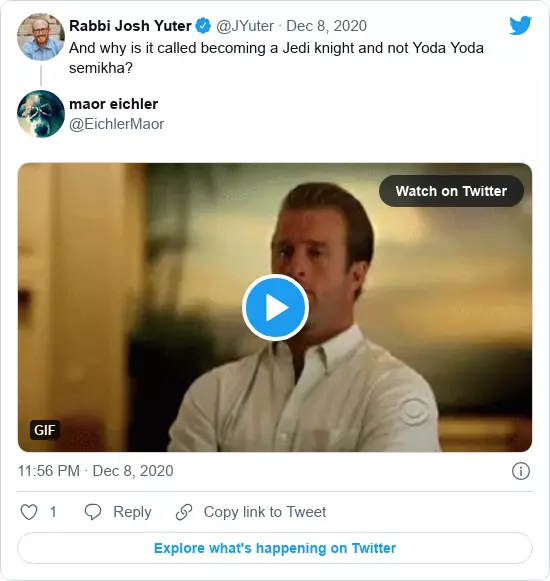 Rabbi Josh Yuter @JYuter · Dec 8, 2020
And why is it called becoming a Jedi knight and not Yoda Yoda
semikha?
maor eichler
@EichlerMaor
Watch on Twitter
GIF
11:56 PM · Dec 8, 2020
1 Reply Copy link to Tweet
Explore what's happening on Twitter